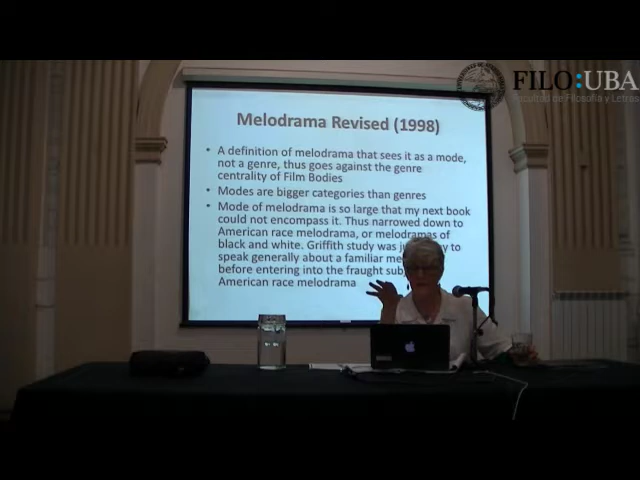 FILO:UBA
Facultad de Filosofía y Letras
Melodrama Revised (1998)
• A definition of melodrama that sees it as a mode,
not a genre, thus goes against the genre
centrality of Film Bodies
• Modes are bigger categories than genres
• Mode of melodrama is so large that my next book
could not encompass it. Thus narrowed down to
American race melodrama, or melodramas of
black and white. Griffith study was to
speak generally about a familiar
before entering into the fraught
American race melodrama